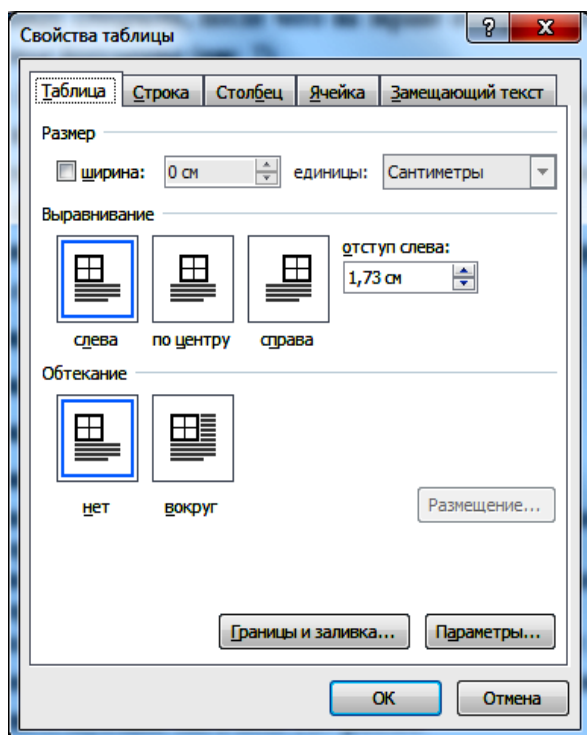 Свойства таблицы
?
X
Таблица Строка Столбец Ячейка Замещающий текст
Размер
ширина: 0 см единицы: Сантиметры
Выравнивание
отступ слева:
1,73 см
слева по центру справа
Обтекание
нет вокруг
Размещение...
Границы и заливка... Параметры...
ОК Отмена